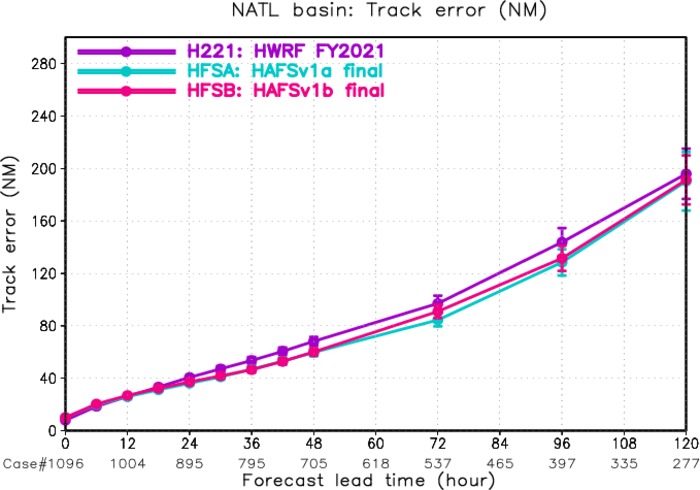 NATL basin: Track error (NM)
H221: HWRF FY2021
HFSA: HAFSv1a final
HFSB: HAFSv1b final
Track error (NM)
280
240
200
160
120
80
40
0
0 12 24 36 48 60 72 84 96 108 120
Case#1096 1004 895 795 705 618 537 465 397 335 277
Forecast lead time (hour)